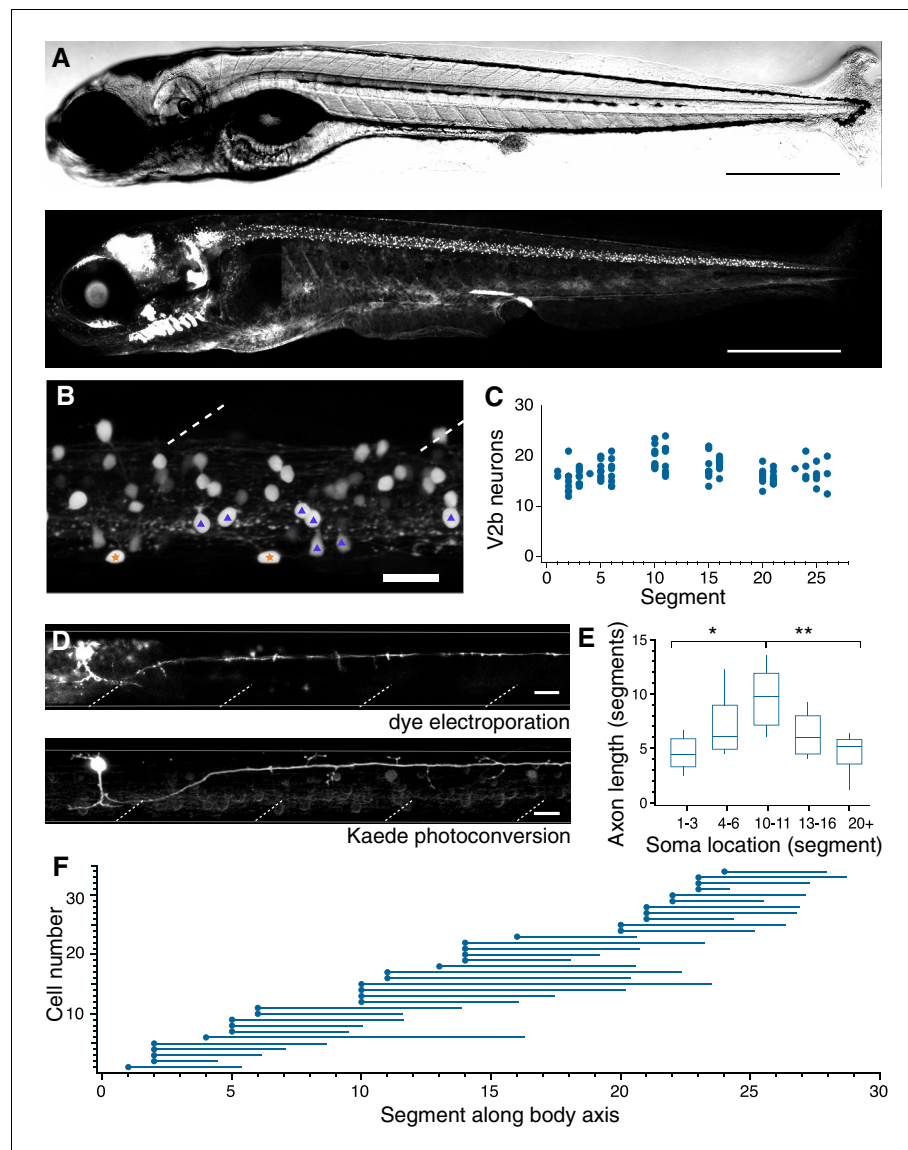 A
B
C
30
20
10
0
V2b neurons
0
5
10
15
20
25
Segment
D
dye electroporation
Kaede photoconversion
E
*
**
15
10
5
0
Axon length (segments)
1-3
4-6
10-11
13-16
20+
Soma location (segment)
F
30
20
10
Cell number
0
5
10
15
20
25
30
Segment along body axis